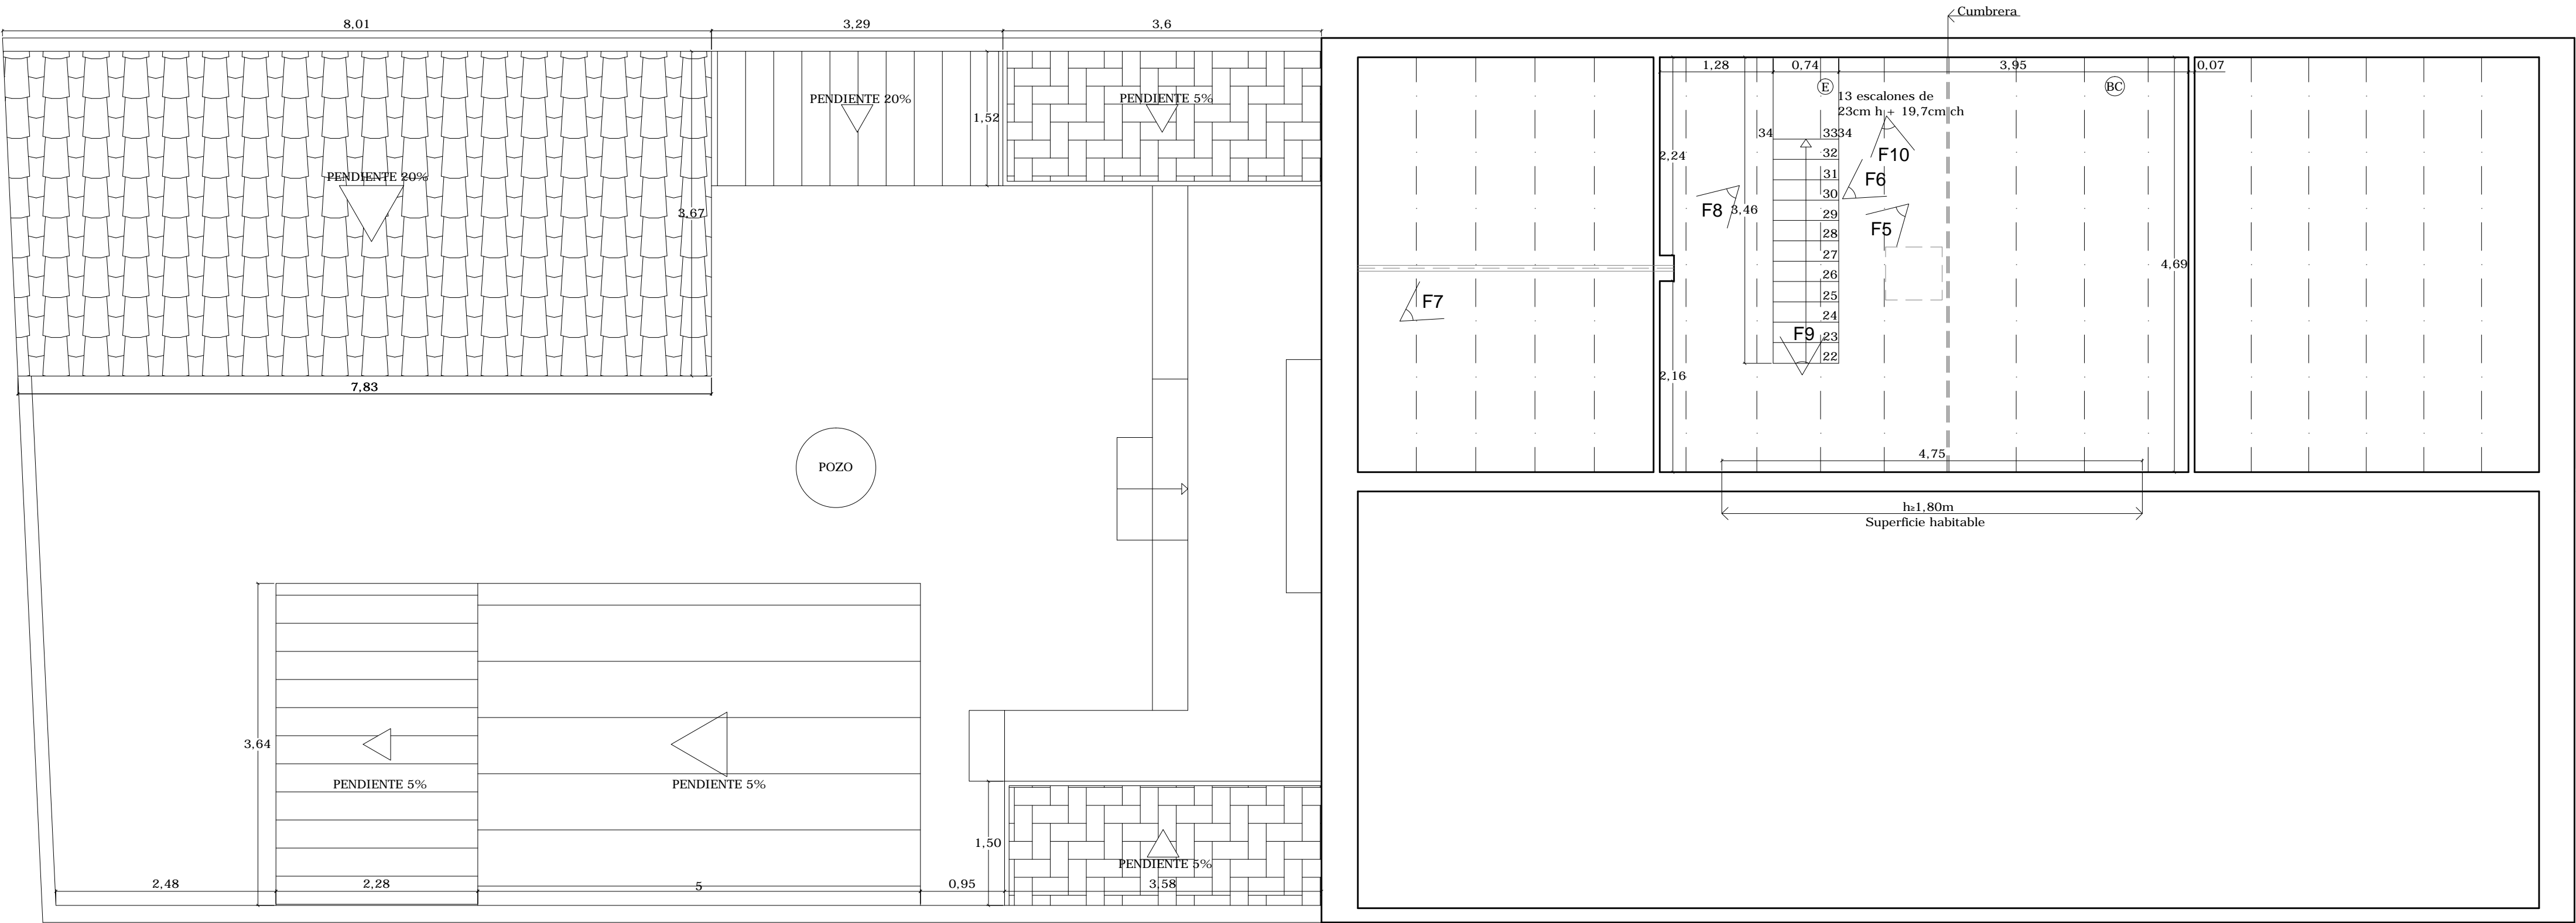 Cumbrera
8,01
3,29
3,6
1,28
0,74
3,95
0,07
E
BC
13 escalones de
23cm h + 19,7cm ch
PENDIENTE 20%
PENDIENTE 5%
1,52
34
33
34
32
31
30
29
28
27
26
25
24
23
22
F10
F6
F8
3,46
F5
2,24
PENDIENTE 20%
3,67
4,69
F7
F9
2,16
7,83
4,75
POZO
h≥1,80m
Superficie habitable
3,64
PENDIENTE 5%
PENDIENTE 5%
1,50
PENDIENTE 5%
2,48
2,28
5
0,95
3,58